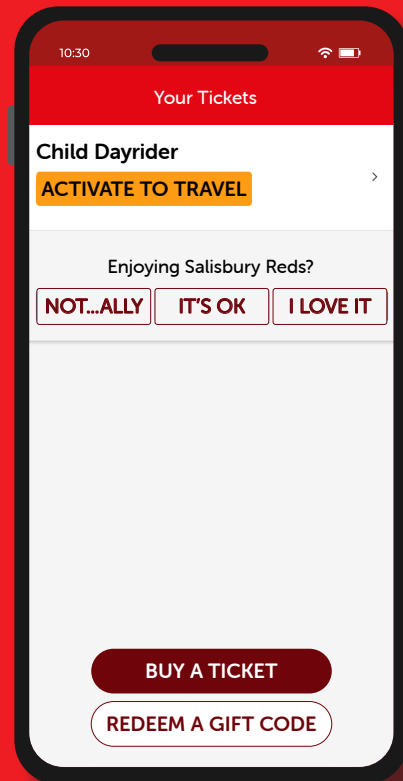 10:30
Your Tickets
Child Dayrider
ACTIVATE TO TRAVEL
Enjoying Salisbury Reds?
NOT...ALLY IT'S OK I LOVE IT
BUY A TICKET
REDEEM A GIFT CODE